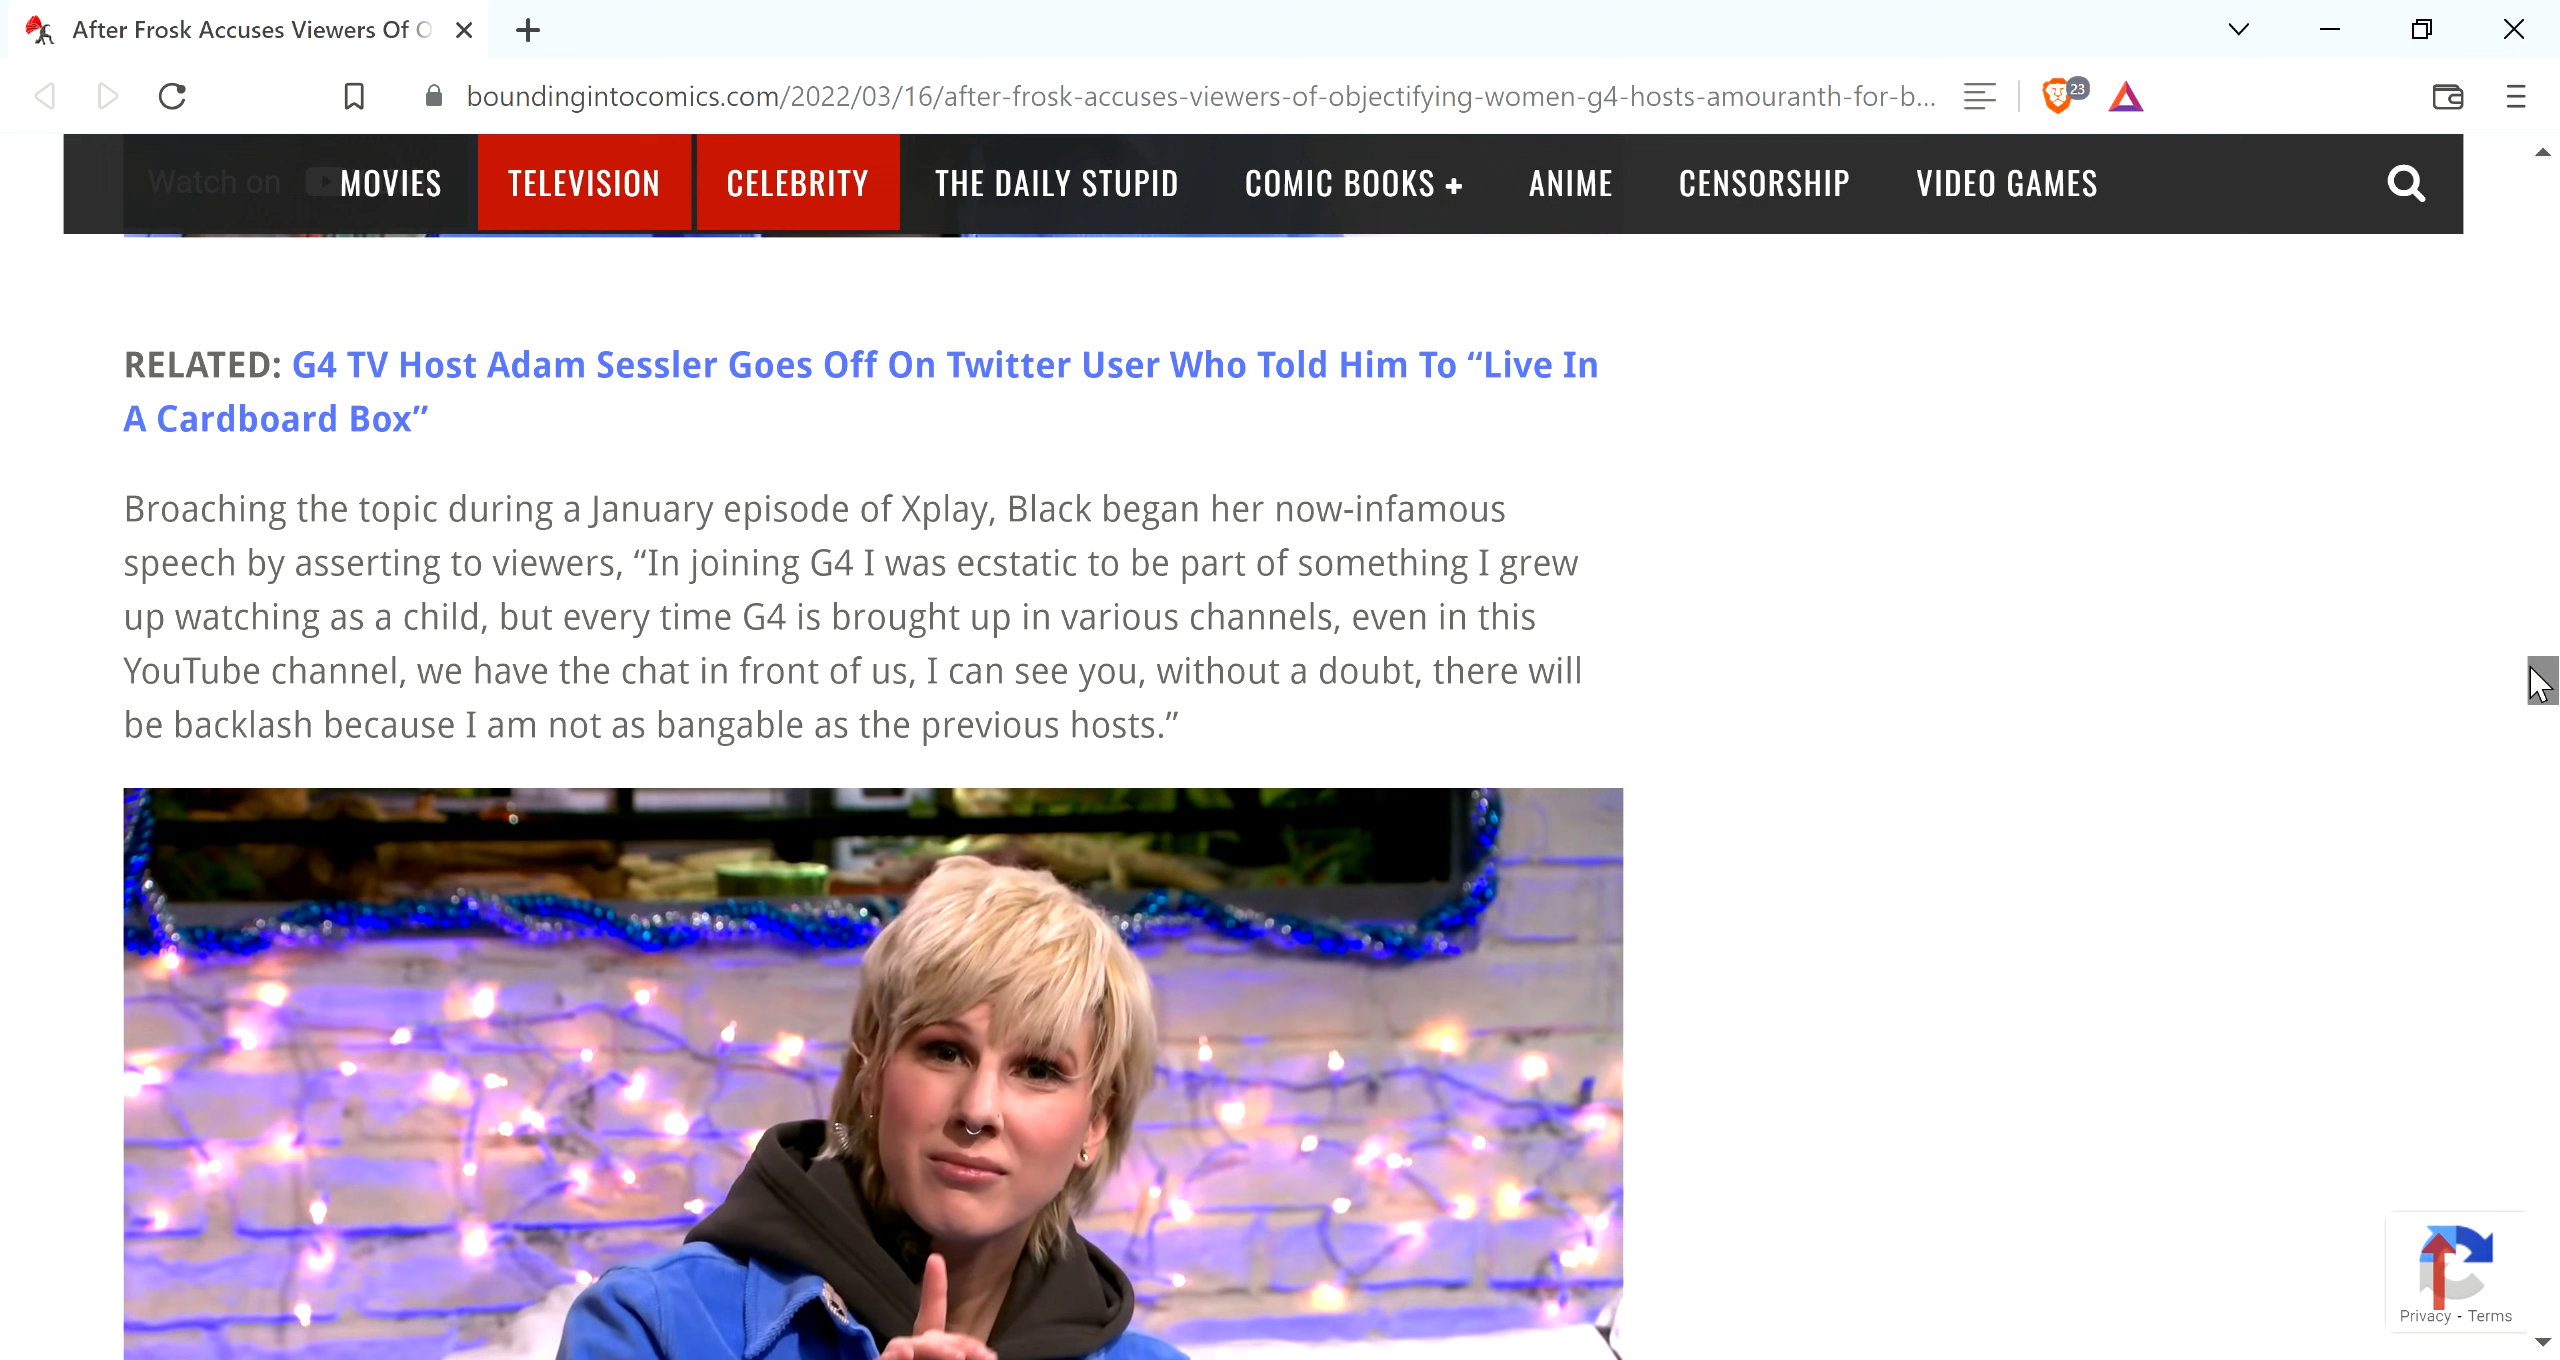 After Frosk Accuses Viewers Of O
boundingintocomics.com/2022/03/16/after-frosk-accuses-viewers-of-objectifying-women-g4-hosts-amouranth-for-b...
23
Watch on
MOVIES TELEVISION CELEBRITY THE DAILY STUPID COMIC BOOKS + ANIME CENSORSHIP VIDEO GAMES
RELATED: G4 TV Host Adam Sessler Goes Off On Twitter User Who Told Him To “Live In
A Cardboard Box”
Broaching the topic during a January episode of Xplay, Black began her now-infamous
speech by asserting to viewers, “In joining G4 I was ecstatic to be part of something I grew
up watching as a child, but every time G4 is brought up in various channels, even in this
YouTube channel, we have the chat in front of us, I can see you, without a doubt, there will
be backlash because I am not as bangable as the previous hosts.”
Privacy - Terms